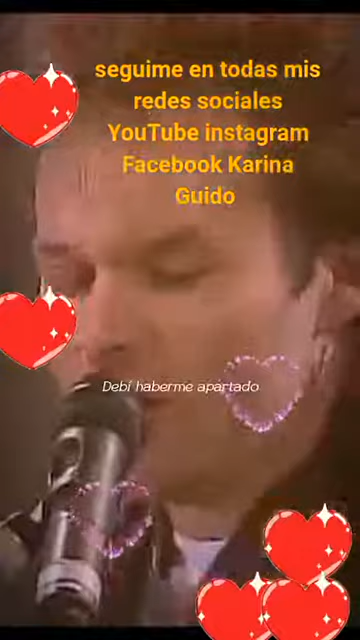 seguime en todas mis
redes sociales
YouTube instagram
Facebook Karina
Guido
Debí haberme apartado